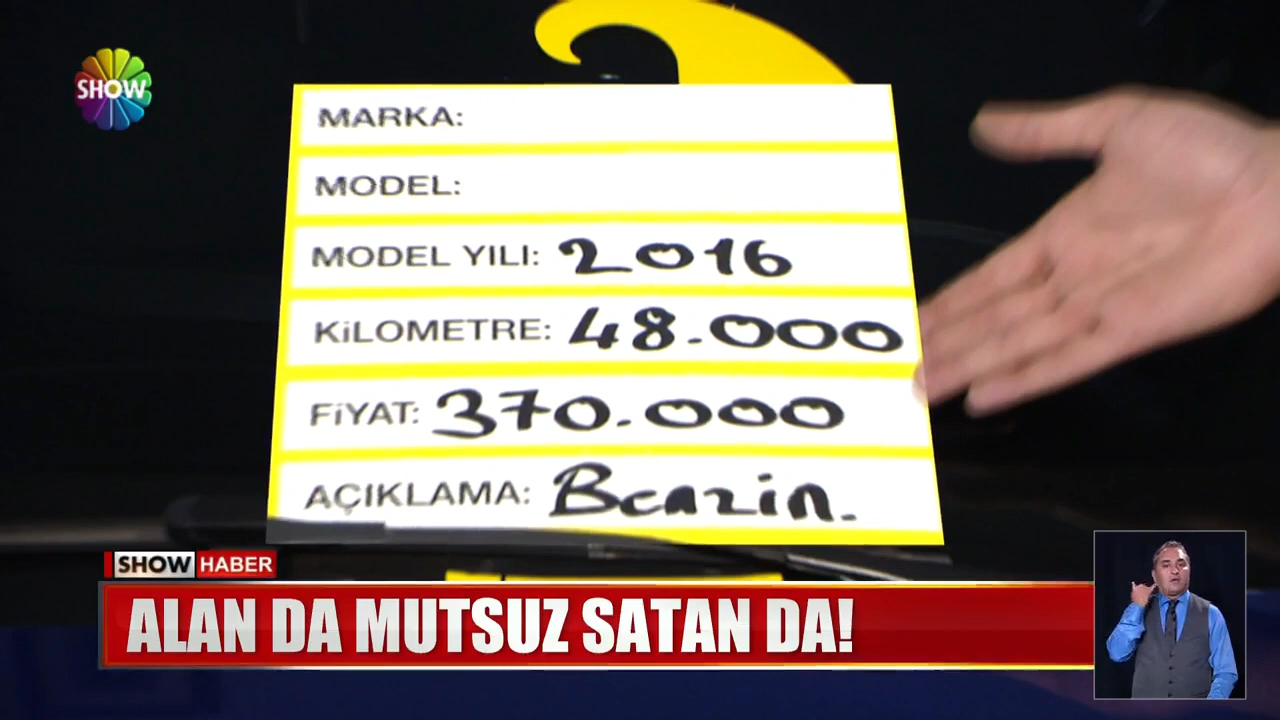 SHOW
MARKA:
MODEL:
MODEL YILI: 2016
KiLOMETRE: 48.000
FiYAT: 370.000
AÇIKLAMA: Benzin.
SHOW HABER
ALAN DA MUTSUZ SATAN DA!